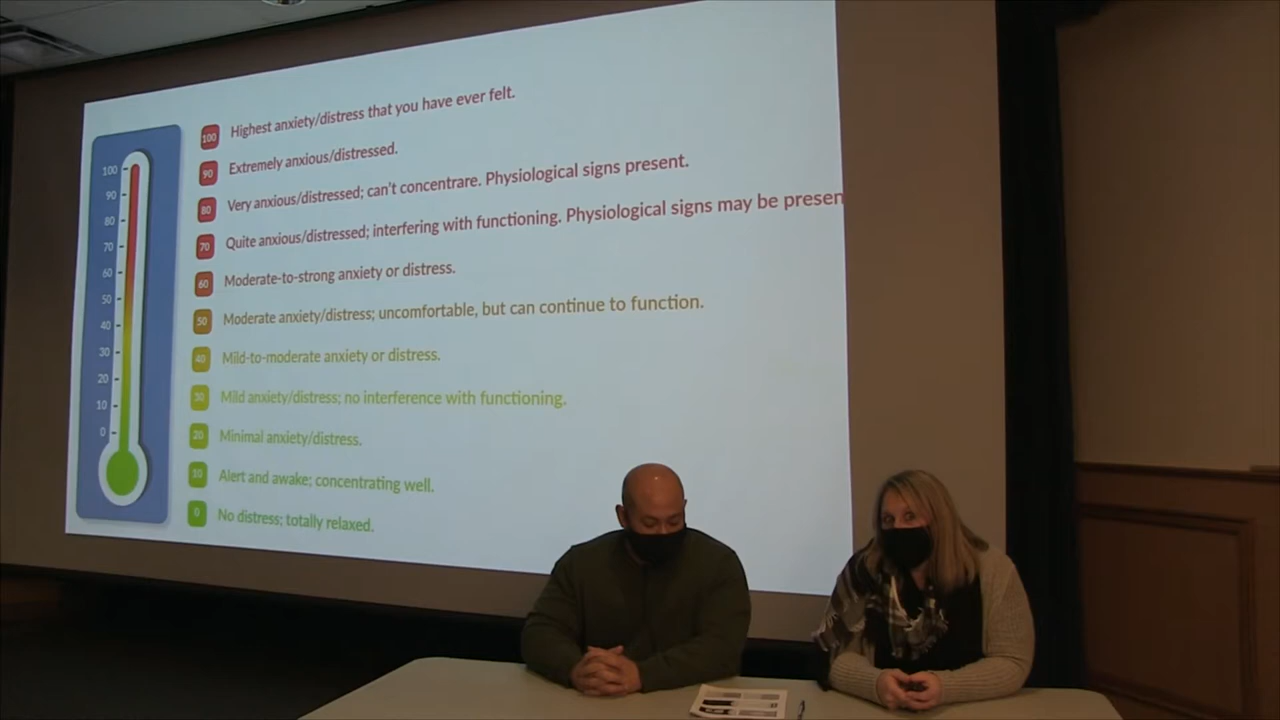 100 Highest anxiety/distress that you have ever felt.
90 Extremely anxious/distressed.
80 Very anxious/distressed; can't concentrare. Physiological signs present.
70 Quite anxious/distressed; interfering with functioning. Physiological signs may be presen
60 Moderate-to-strong anxiety or distress.
50 Moderate anxiety/distress; uncomfortable, but can continue to function.
40 Mild-to-moderate anxiety or distress.
30 Mild anxiety/distress; no interference with functioning.
20 Minimal anxiety/distress.
10 Alert and awake; concentrating well.
0 No distress; totally relaxed.
100
90
80
70
60
50
40
30
20
10
0